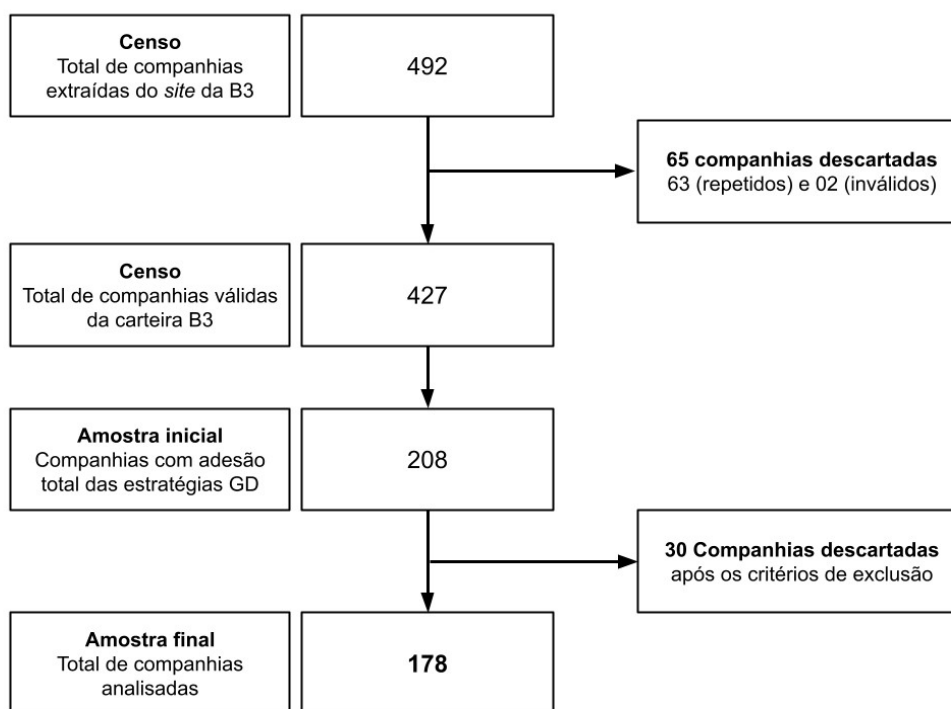 Censo
Total de companhias
extraídas do site da B3
492
65 companhias descartadas
63 (repetidos) e 02 (inválidos)
Censo
Total de companhias válidas
da carteira B3
427
Amostra inicial
Companhias com adesão
total das estratégias GD
208
30 Companhias descartadas
após os critérios de exclusão
Amostra final
Total de companhias
analisadas
178